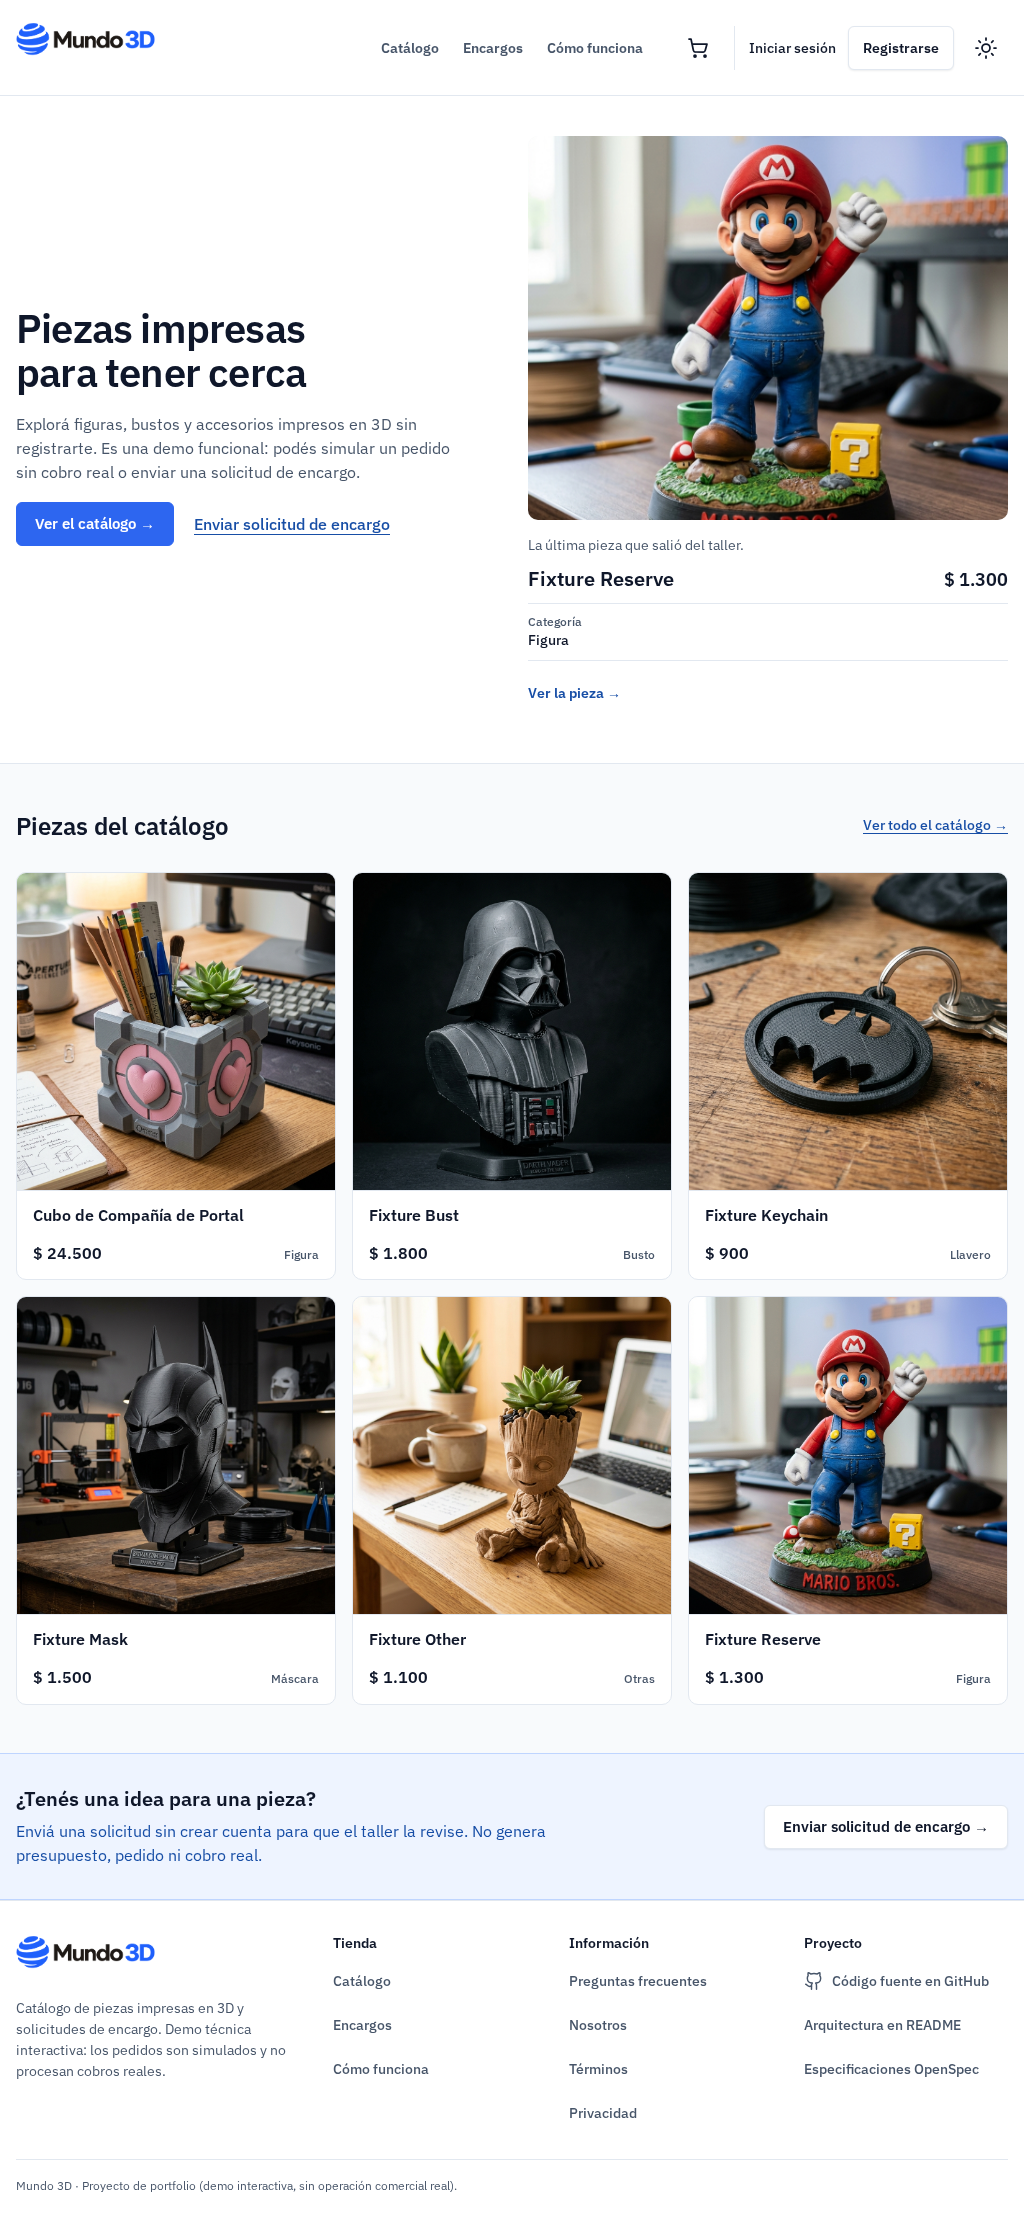 Mundo 3D
Catálogo
Encargos
Cómo funciona
Iniciar sesión
Registrarse
Piezas impresas
para tener cerca
Explorá figuras, bustos y accesorios impresos en 3D sin
registrarte. Es una demo funcional: podés simular un pedido
sin cobro real o enviar una solicitud de encargo.
Ver el catálogo →
Enviar solicitud de encargo
La última pieza que salió del taller.
Fixture Reserve
$ 1.300
Categoría
Figura
Ver la pieza →
Piezas del catálogo
Ver todo el catálogo →
Cubo de Compañía de Portal
$ 24.500
Figura
Fixture Bust
$ 1.800
Busto
Fixture Keychain
$ 900
Llavero
MARIO BROS.
Fixture Mask
$ 1.500
Máscara
Fixture Other
$ 1.100
Otras
Fixture Reserve
$ 1.300
Figura
¿Tenés una idea para una pieza?
Enviá una solicitud sin crear cuenta para que el taller la revise. No genera
presupuesto, pedido ni cobro real.
Enviar solicitud de encargo →
Mundo 3D
Catálogo de piezas impresas en 3D y
solicitudes de encargo. Demo técnica
interactiva: los pedidos son simulados y no
procesan cobros reales.
Tienda
Catálogo
Encargos
Cómo funciona
Información
Preguntas frecuentes
Nosotros
Términos
Privacidad
Proyecto
Código fuente en GitHub
Arquitectura en README
Especificaciones OpenSpec
Mundo 3D · Proyecto de portfolio (demo interactiva, sin operación comercial real).